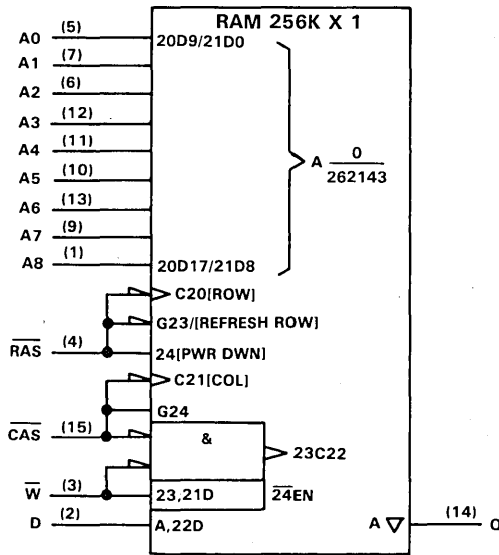 RAM 256K X 1
A0 (5) 20D9/21D0
A1 (7)
A2 (6)
A3 (12)
A4 (11)
A5 (10)
A6 (13)
A7 (9)
A8 (1) 20D17/21D8
A 0
262143
C20[ROW]
G23/[REFRESH ROW]
RAS (4) 24[PWR DWN]
C21[COL]
G24
CAS (15) & 23C22
W (3) 23,21D 24EN
D (2) A,22D A (14) Q